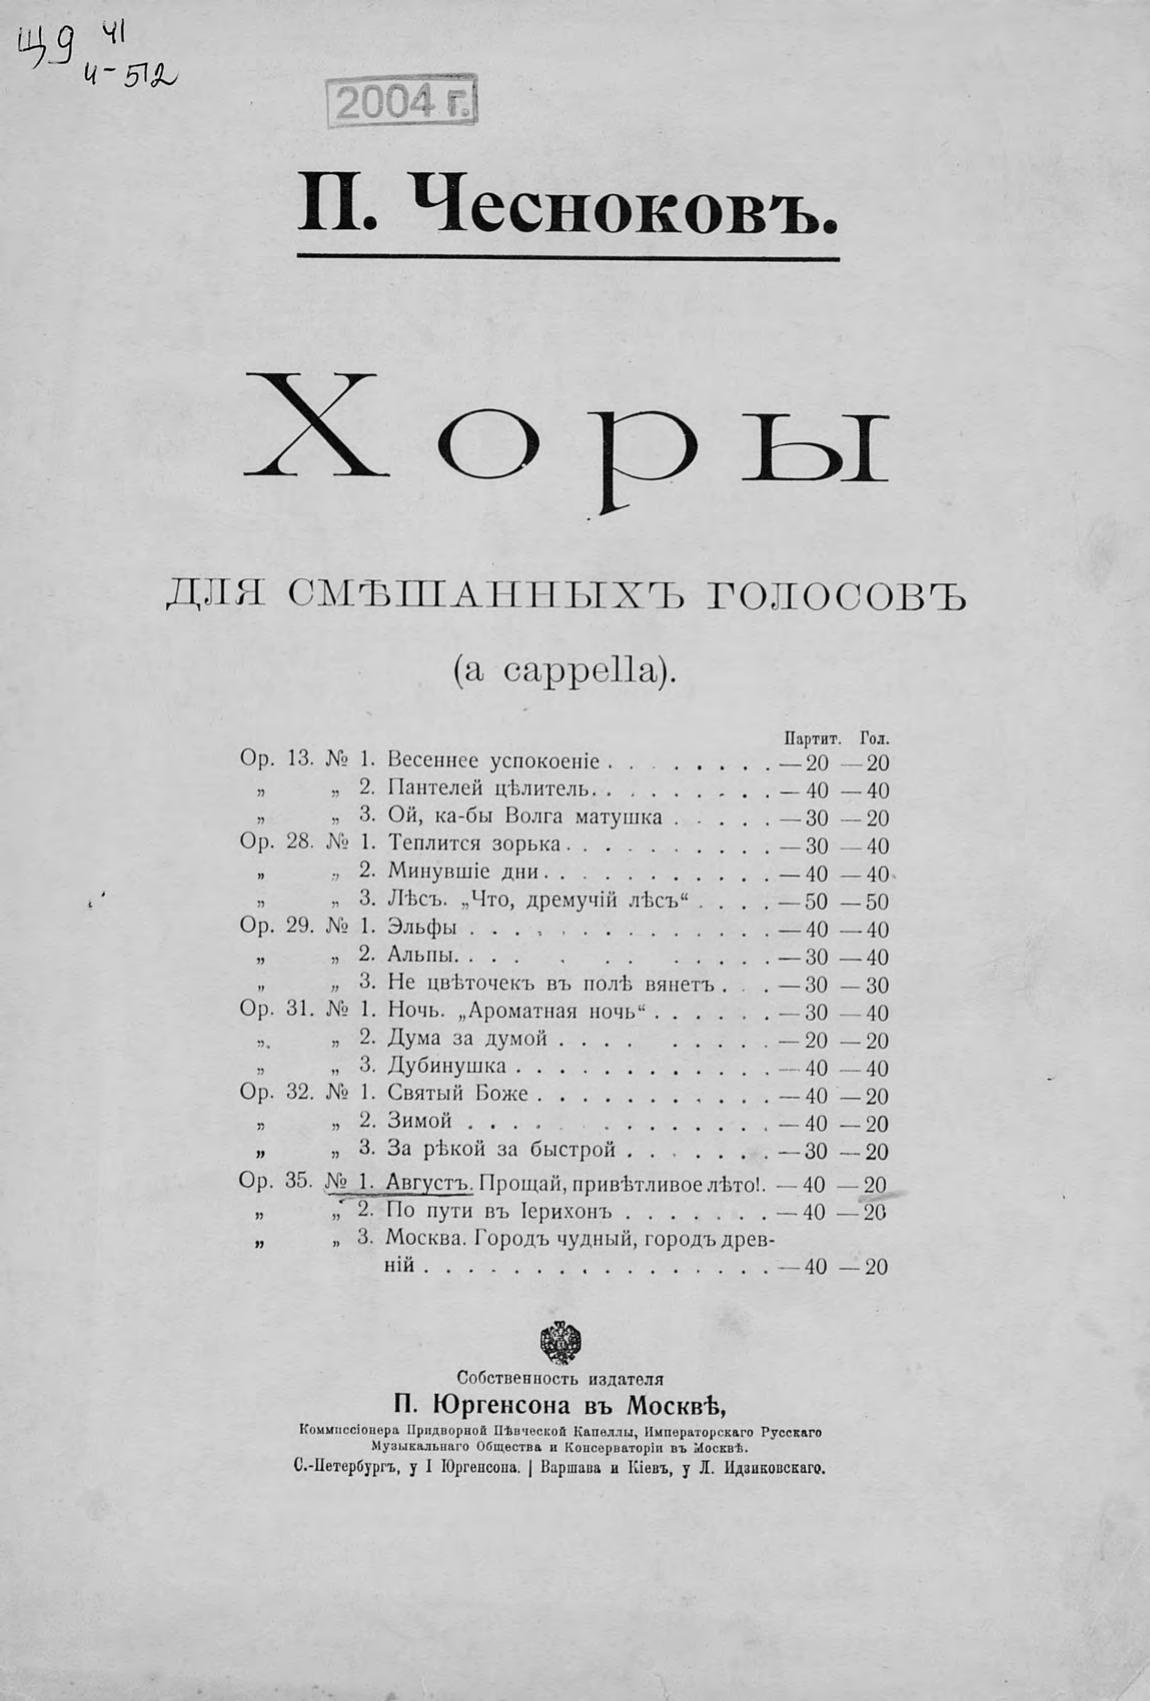 Щ9 Ч1
Ч-512
2004 г.
П. Чесноковъ.
Хоры
для смѣшанныхъ голосовъ
(a cappella).
Партит. Гол.
Op. 13. № 1. Весеннее успокоеніе . . . . . . . . — 20 — 20
„ „ 2. Пантелей цѣлитель. . . . . . . . . . — 40 — 40
„ „ 3. Ой, ка-бы Волга матушка . . . . . — 30 — 20
Op. 28. № 1. Теплится зорька. . . . . . . . . . — 30 — 40
„ „ 2. Минувшіе дни. . . . . . . . . . . — 40 — 40
„ „ 3. Лѣсъ. „Что, дремучій лѣсъ“ . . . . — 50 — 50
Op. 29. № 1. Эльфы . . . . . . . . . . . . . . — 40 — 40
„ „ 2. Альпы. . . . . . . . . . . . — 30 — 40
„ „ 3. Не цвѣточекъ въ полѣ вянетъ . . . — 30 — 30
Op. 31. № 1. Ночь. „Ароматная ночь“ . . . . . . — 30 — 40
„ „ 2. Дума за думой . . . . . . . . . — 20 — 20
„ „ 3. Дубинушка . . . . . . . . . . . . — 40 — 40
Op. 32. № 1. Святый Боже . . . . . . . . . . . — 40 — 20
„ „ 2. Зимой . . . . . . . . . . . . — 40 — 20
„ „ 3. За рѣкой за быстрой . . . . . . . — 30 — 20
Op. 35. № 1. Августъ. Прощай, привѣтливое лѣто!. — 40 — 20
„ „ 2. По пути въ Іерихонъ . . . . . . . — 40 — 20
„ „ 3. Москва. Городъ чудный, городъ древ-
ній . . . . . . . . . . . . . . . . — 40 — 20
Собственность издателя
П. Юргенсона въ Москвѣ,
Коммиссіонера Придворной Пѣвческой Капеллы, Императорскаго Русскаго
Музыкальнаго Общества и Консерваторіи въ Москвѣ.
С.-Петербургъ, у І Юргенсона. | Варшава и Кіевъ, у Л. Идзиковскаго.